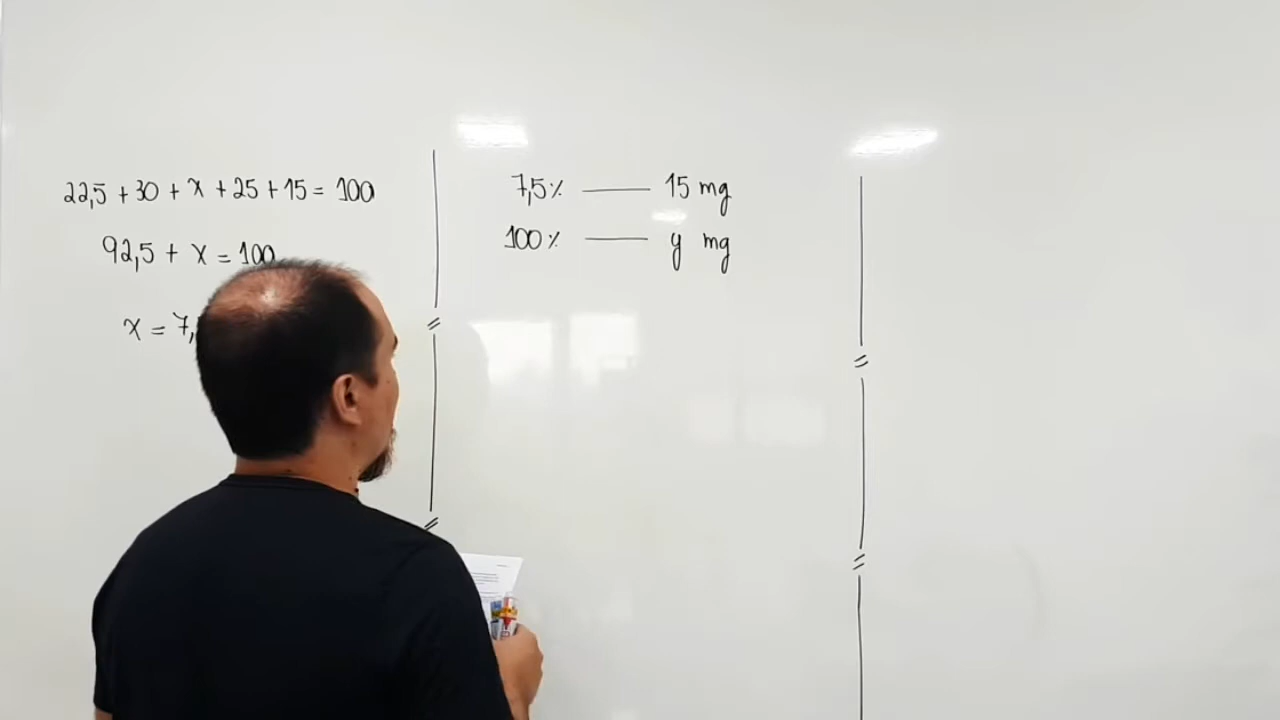 22,5 + 30 + x + 25 + 15 = 100
92,5 + x = 100
x = 7,
7,5% —— 15 mg
100% —— y mg